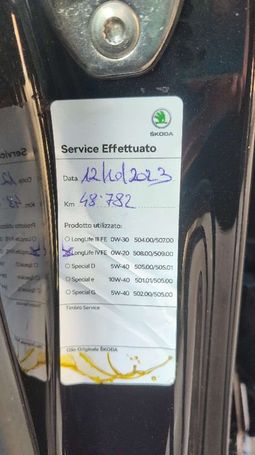 ŠKODA
Service Effettuato
Data 12/10/2023
Km 48.782
Prodotto utilizzato:
LongLife III FE 0W-30 504.00/507.00
LongLife IV FE 0W-20 508.00/509.00
Special D 5W-40 505.00/505.01
Special e 10W-40 501.01/505.00
Special G 5W-40 502.00/505.00
Timbro Service
Olio Originale ŠKODA